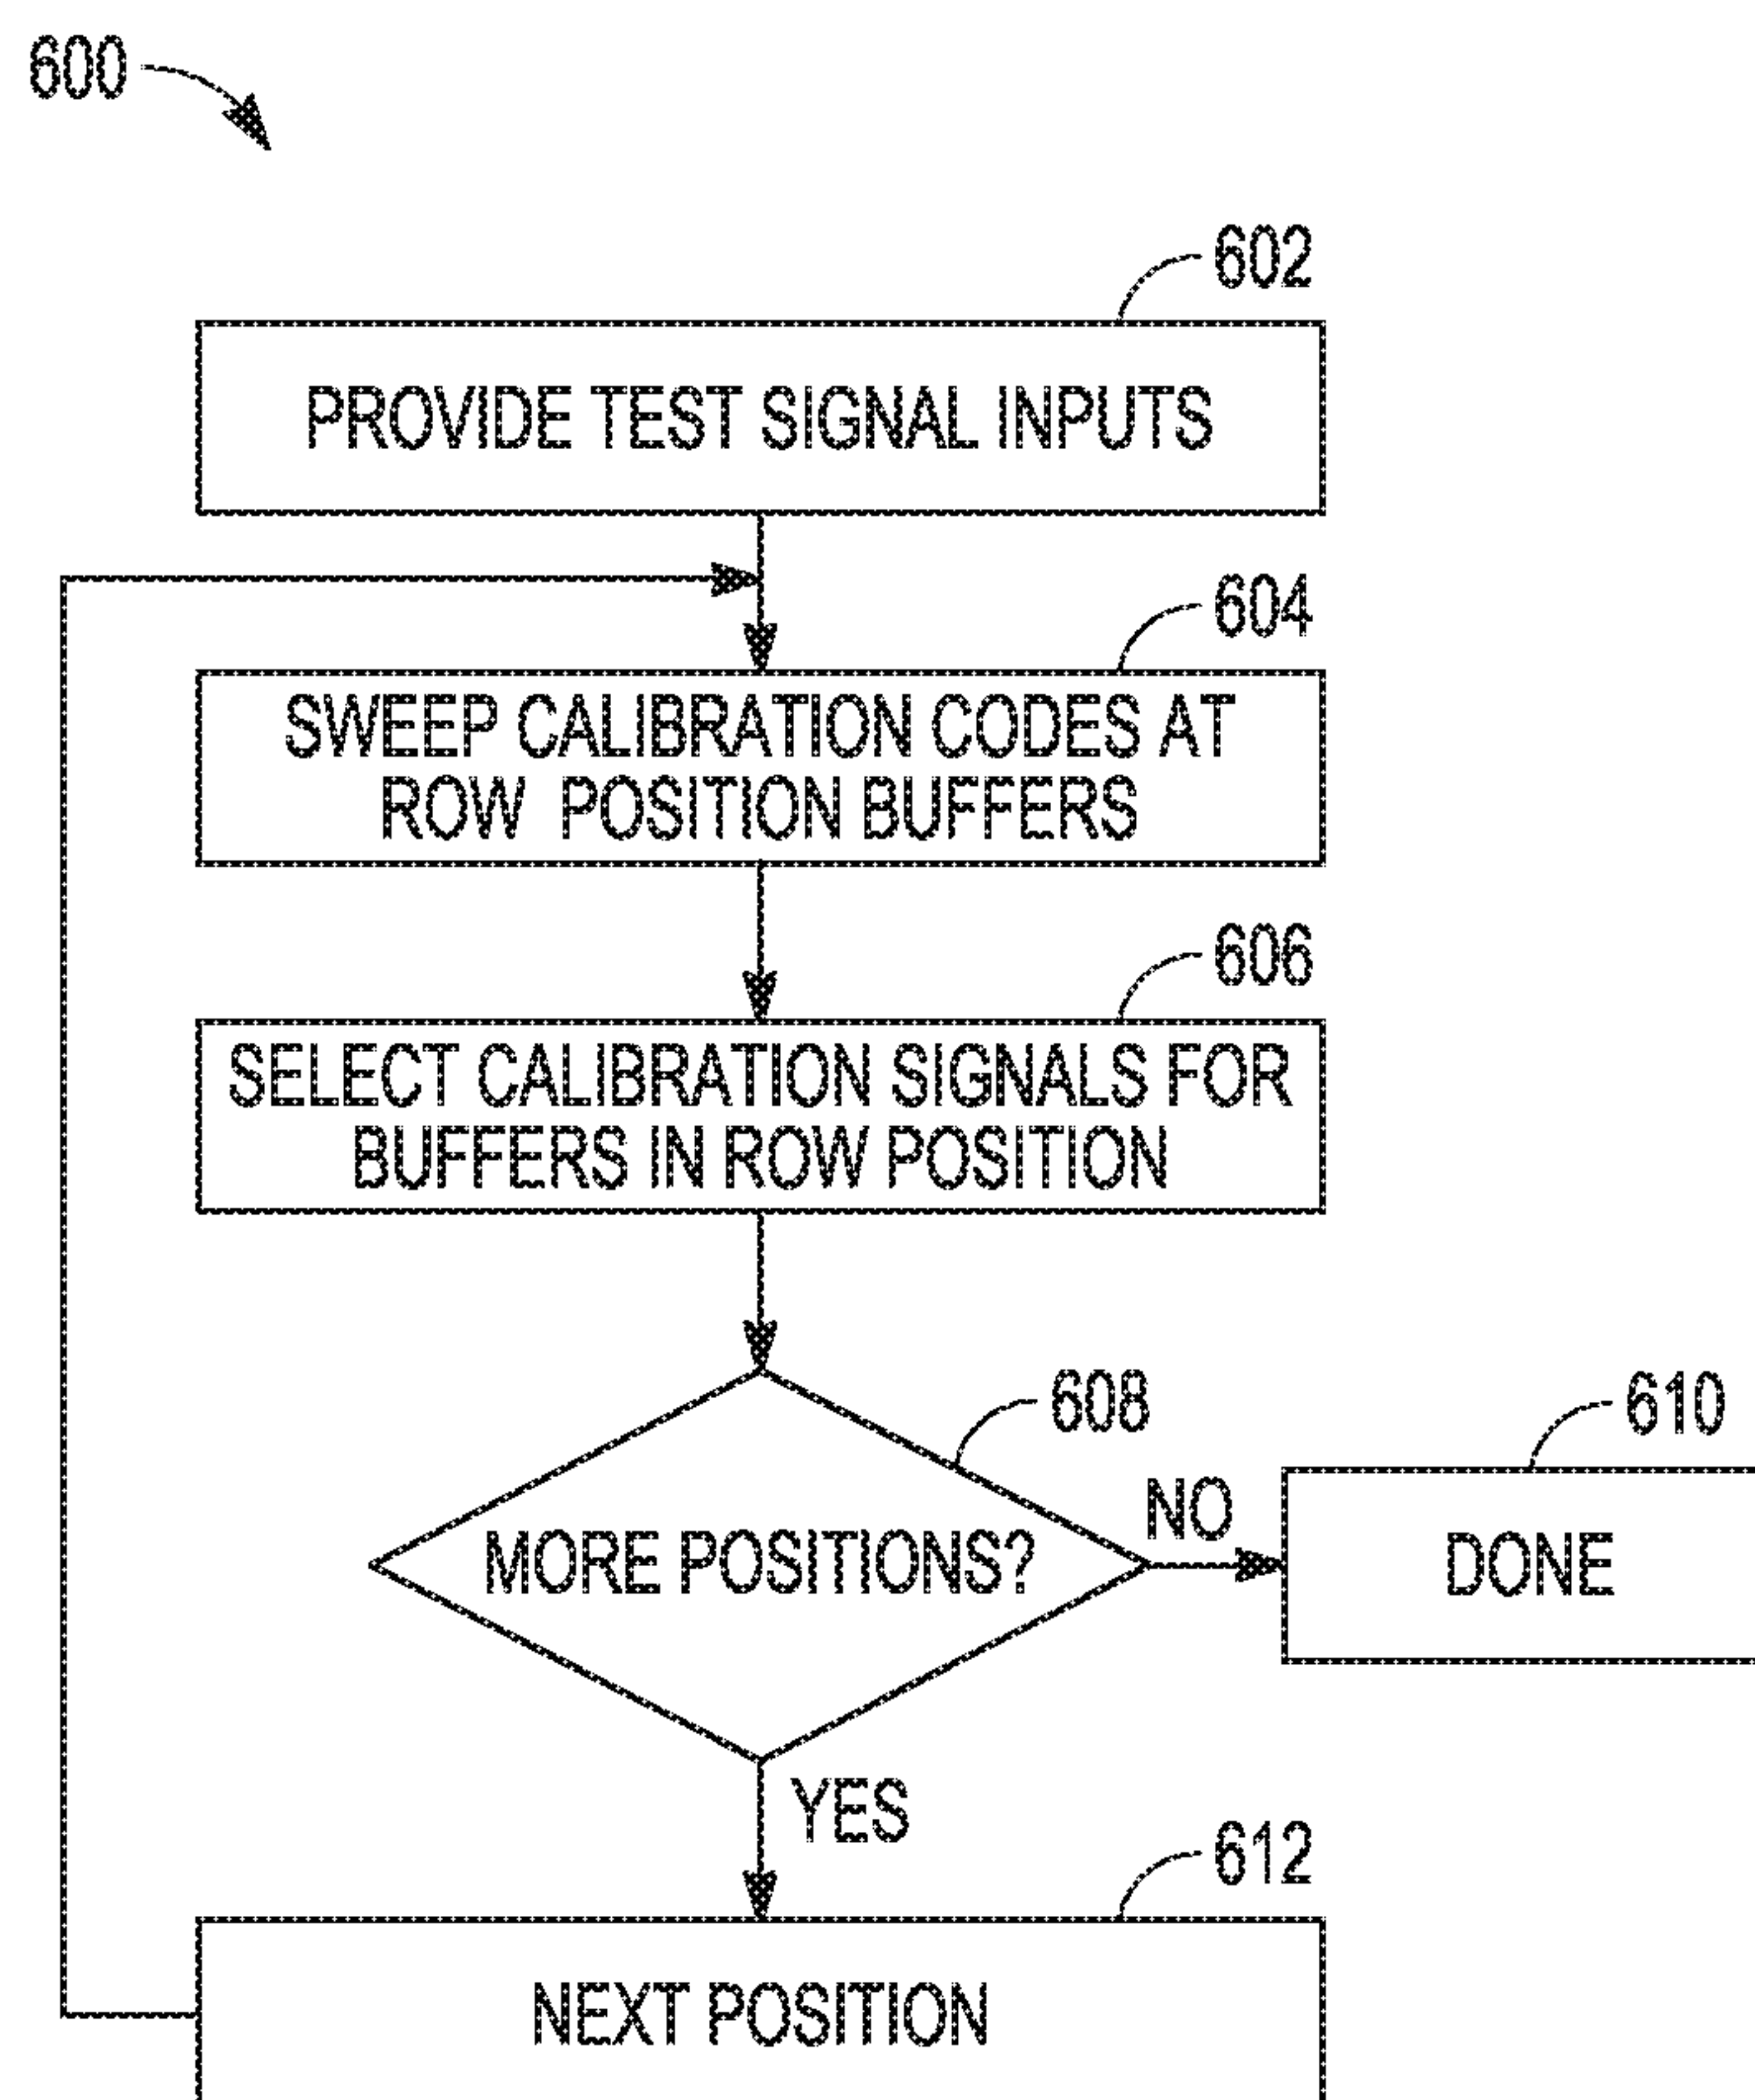 600
602
PROVIDE TEST SIGNAL INPUTS
604
SWEEP CALIBRATION CODES AT
ROW POSITION BUFFERS
606
SELECT CALIBRATION SIGNALS FOR
BUFFERS IN ROW POSITION
608
610
NO
MORE POSITIONS?
DONE
YES
612
NEXT POSITION